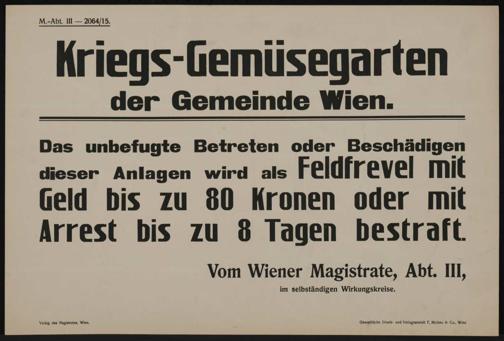 M.-Abt. III — 2064/15.
Kriegs-Gemüsegarten
der Gemeinde Wien.
Das unbefugte Betreten oder Beschädigen
dieser Anlagen wird als Feldfrevel mit
Geld bis zu 80 Kronen oder mit
Arrest bis zu 8 Tagen bestraft.
Vom Wiener Magistrate, Abt. III,
im selbständigen Wirkungskreise.
Verlag des Magistrates, Wien.